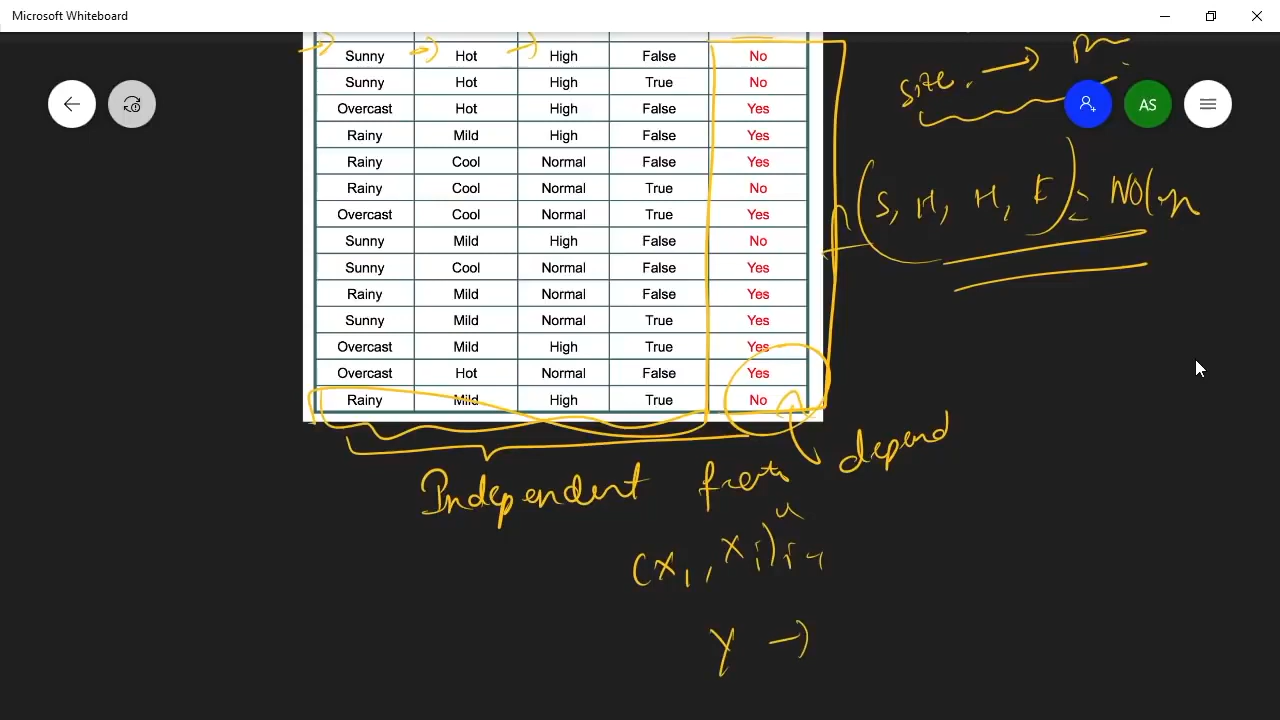 Microsoft Whiteboard
Sunny Hot High False No
Sunny Hot High True No
Overcast Hot High False Yes
Rainy Mild High False Yes
Rainy Cool Normal False Yes
Rainy Cool Normal True No
Overcast Cool Normal True Yes
Sunny Mild High False No
Sunny Cool Normal False Yes
Rainy Mild Normal False Yes
Sunny Mild Normal True Yes
Overcast Mild High True Yes
Overcast Hot Normal False Yes
Rainy Mild High True No
size →
AS
(S, H, H, F) = NO
Independent
depend
(x1, xi)
y →